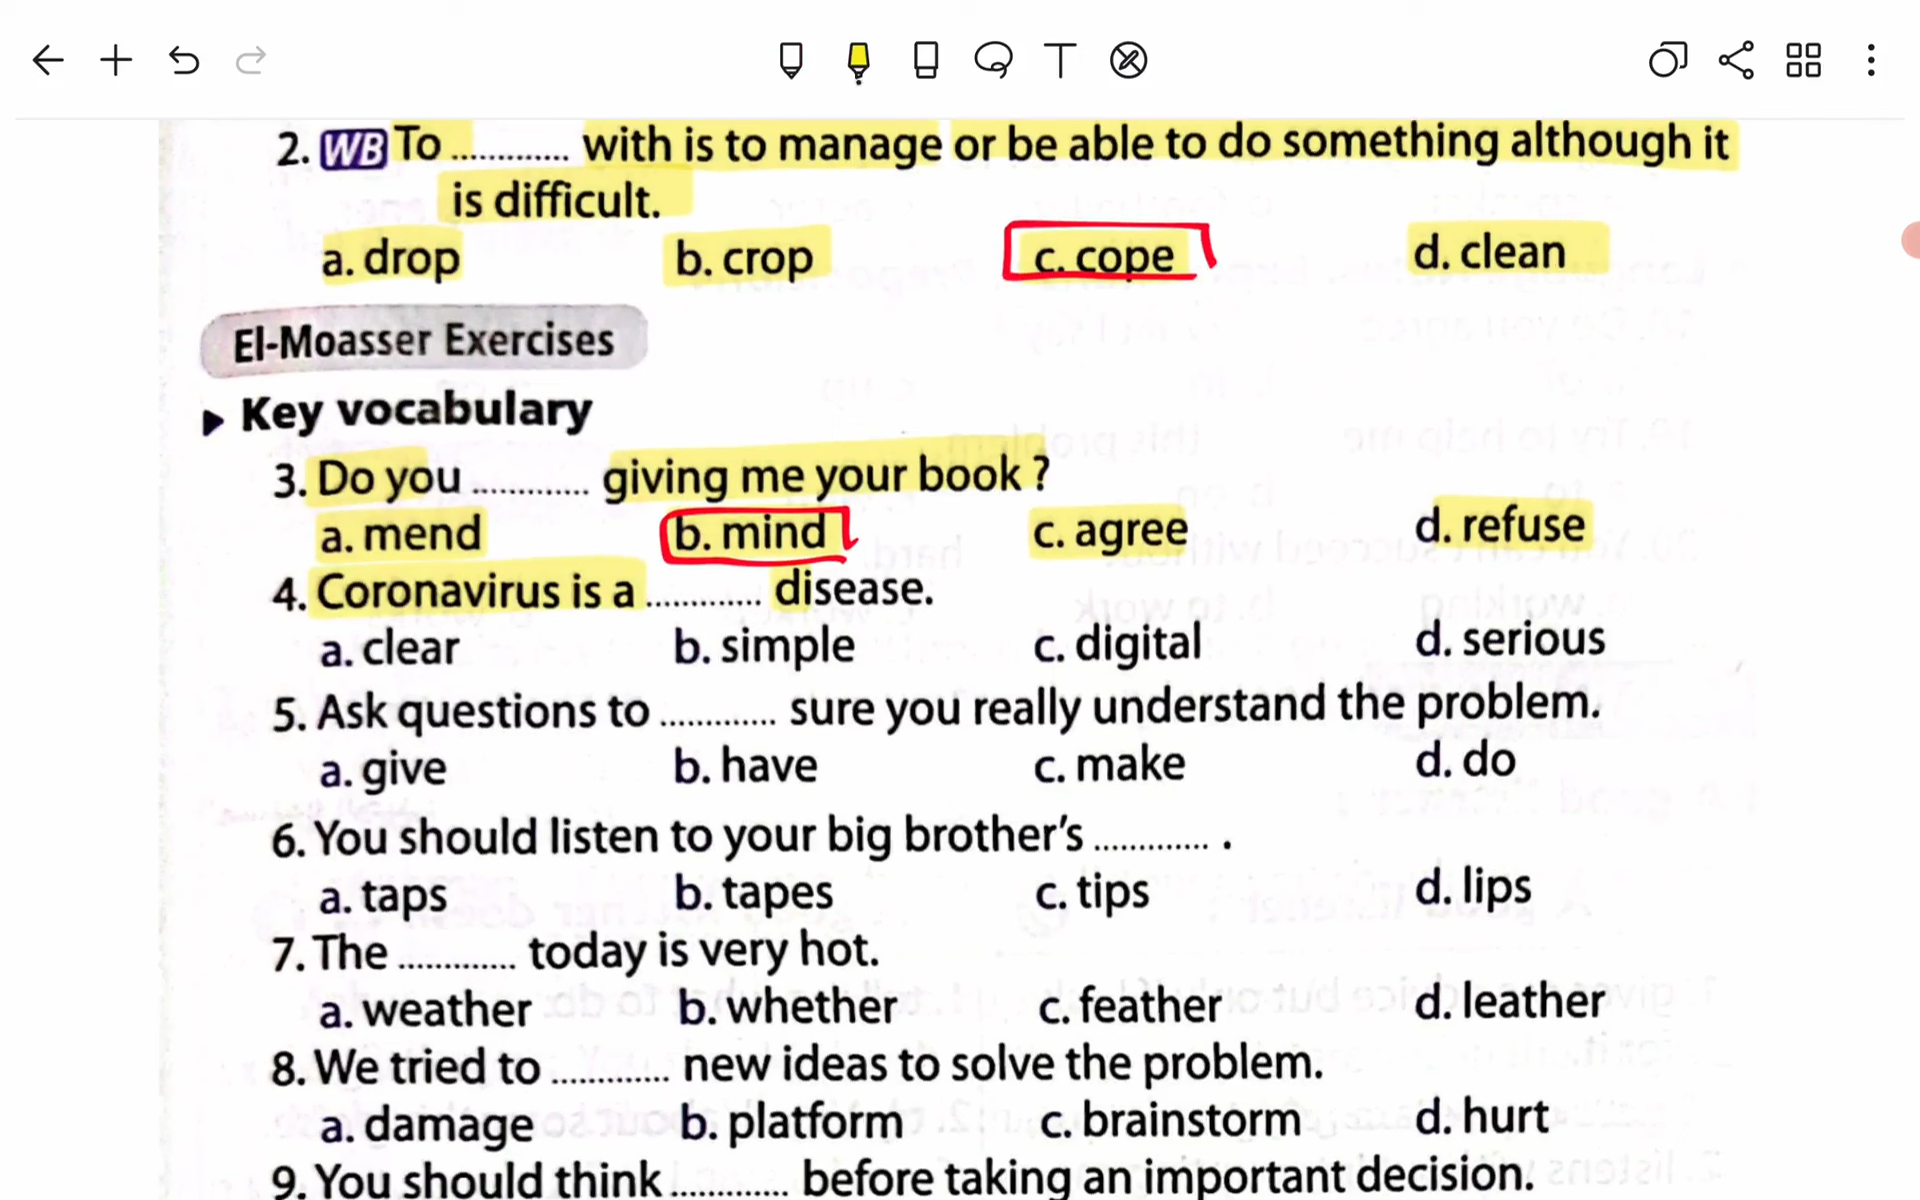 2. WB To ............ with is to manage or be able to do something although it
is difficult.
a. drop b. crop c. cope d. clean
El-Moasser Exercises
▶ Key vocabulary
3. Do you ............ giving me your book ?
a. mend b. mind c. agree d. refuse
4. Coronavirus is a ............ disease.
a. clear b. simple c. digital d. serious
5. Ask questions to ............ sure you really understand the problem.
a. give b. have c. make d. do
6. You should listen to your big brother's ............ .
a. taps b. tapes c. tips d. lips
7. The ............ today is very hot.
a. weather b. whether c. feather d. leather
8. We tried to ............ new ideas to solve the problem.
a. damage b. platform c. brainstorm d. hurt
9. You should think ............ before taking an important decision.